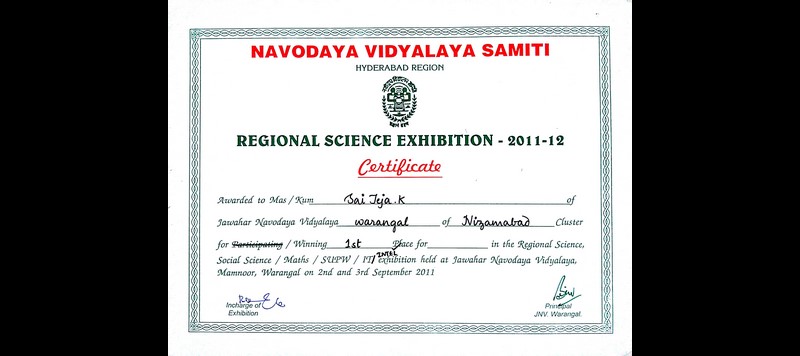 NAVODAYA VIDYALAYA SAMITI
HYDERABAD REGION
REGIONAL SCIENCE EXHIBITION - 2011-12
Certificate
Awarded to Mas / Kum Sai Teja.K of
Jawahar Navodaya Vidyalaya warangal of Nizamabad Cluster
for Participating / Winning 1st Place for in the Regional Science,
Social Science / Maths / SUPW / IT/ INTEL exhibition held at Jawahar Navodaya Vidyalaya,
Mamnoor, Warangal on 2nd and 3rd September 2011
Incharge of
Exhibition
Principal
JNV. Warangal.